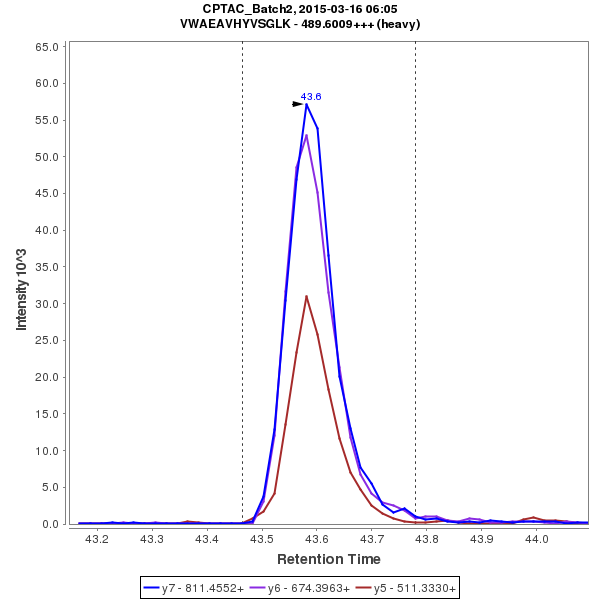 CPTAC_Batch2, 2015-03-16 06:05
VWAEAVHYVSGLK - 489.6009+++ (heavy)
65.0
60.0
55.0
50.0
45.0
40.0
35.0
30.0
25.0
20.0
15.0
10.0
5.0
0.0
Intensity 10^3
43.6
43.2 43.3 43.4 43.5 43.6 43.7 43.8 43.9 44.0
Retention Time
y7 - 811.4552+ y6 - 674.3963+ y5 - 511.3330+